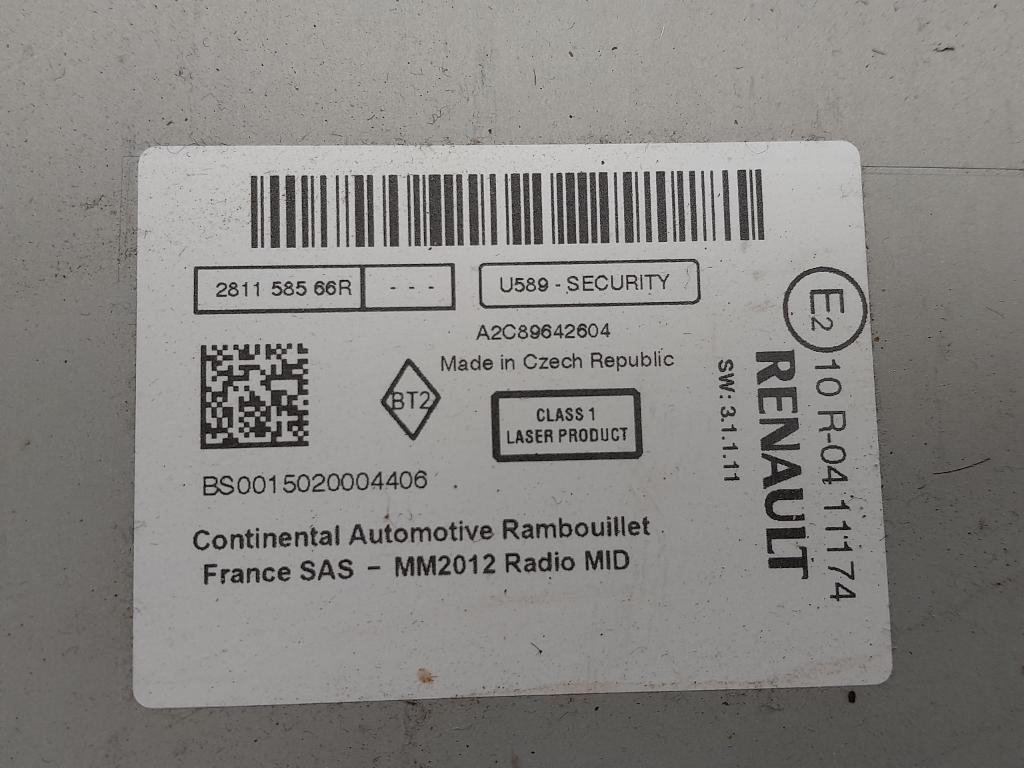 2811 585 66R - - -
U589 - SECURITY
A2C89642604
Made in Czech Republic
BT2
CLASS 1
LASER PRODUCT
BS0015020004406
Continental Automotive Rambouillet
France SAS – MM2012 Radio MID
SW: 3.1.1.11
RENAULT
E2
10 R-04 11174